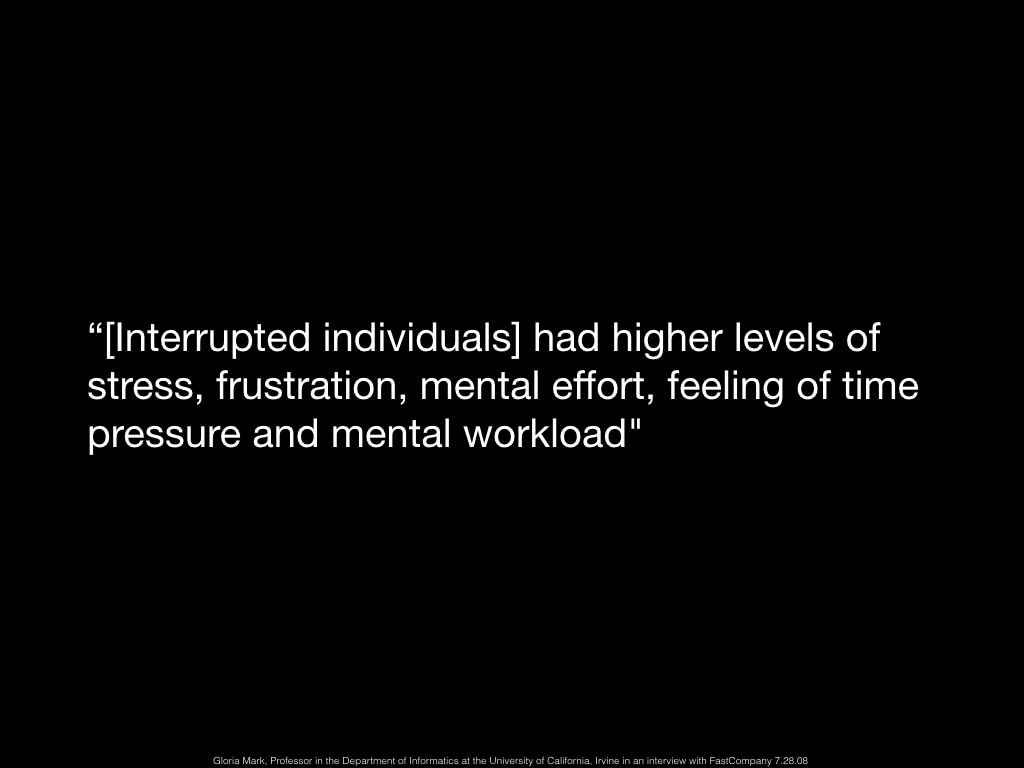 “[Interrupted individuals] had higher levels of
stress, frustration, mental effort, feeling of time
pressure and mental workload"
Gloria Mark, Professor in the Department of Informatics at the University of California, Irvine in an interview with FastCompany 7.28.08